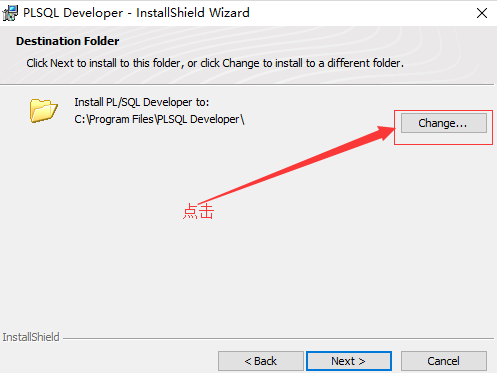 PLSQL Developer - InstallShield Wizard
Destination Folder
Click Next to install to this folder, or click Change to install to a different folder.
Install PL/SQL Developer to:
C:\Program Files\PLSQL Developer\
Change...
点击
InstallShield
< Back
Next >
Cancel